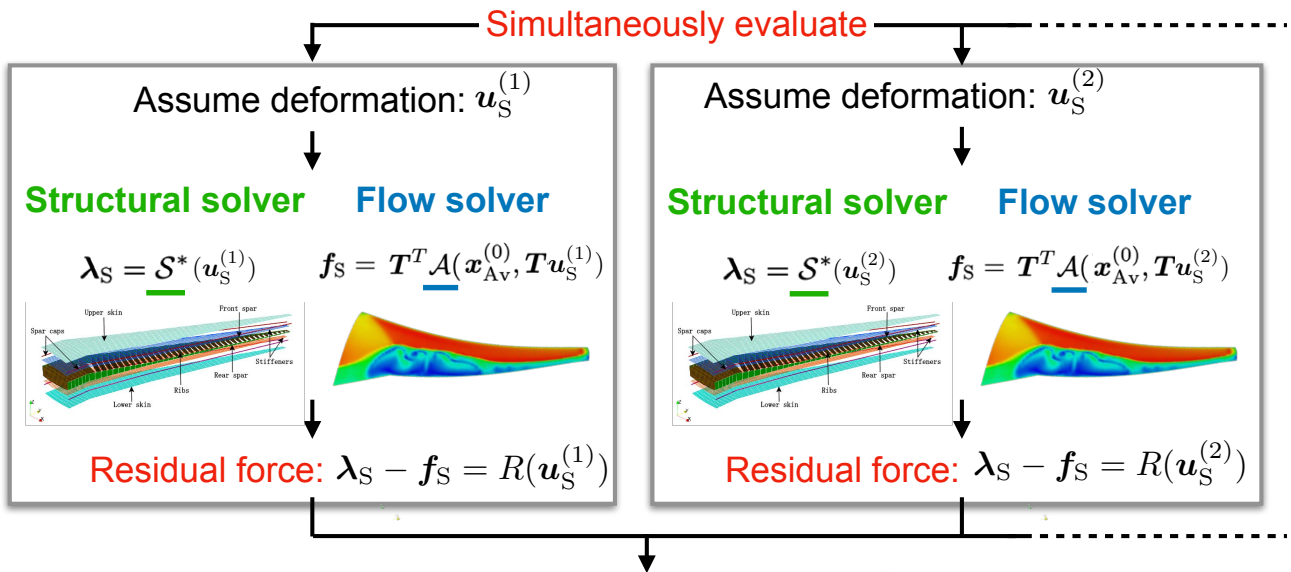 Simultaneously evaluate
Assume deformation: 𝒖_S^(1)
Structural solver
Flow solver
𝝀_S = 𝒮*(𝒖_S^(1))
𝒇_S = 𝑻^T 𝒜(𝒙_Av^(0), 𝑻𝒖_S^(1))
Upper skin
Front spar
Spar caps
Stiffeners
Rear spar
Ribs
Lower skin
Residual force: 𝝀_S − 𝒇_S = R(𝒖_S^(1))
Assume deformation: 𝒖_S^(2)
Structural solver
Flow solver
𝝀_S = 𝒮*(𝒖_S^(2))
𝒇_S = 𝑻^T 𝒜(𝒙_Av^(0), 𝑻𝒖_S^(2))
Upper skin
Front spar
Spar caps
Stiffeners
Rear spar
Ribs
Lower skin
Residual force: 𝝀_S − 𝒇_S = R(𝒖_S^(2))